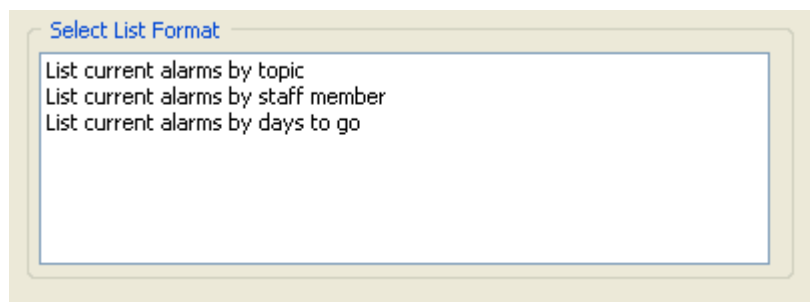 Select List Format
List current alarms by topic
List current alarms by staff member
List current alarms by days to go